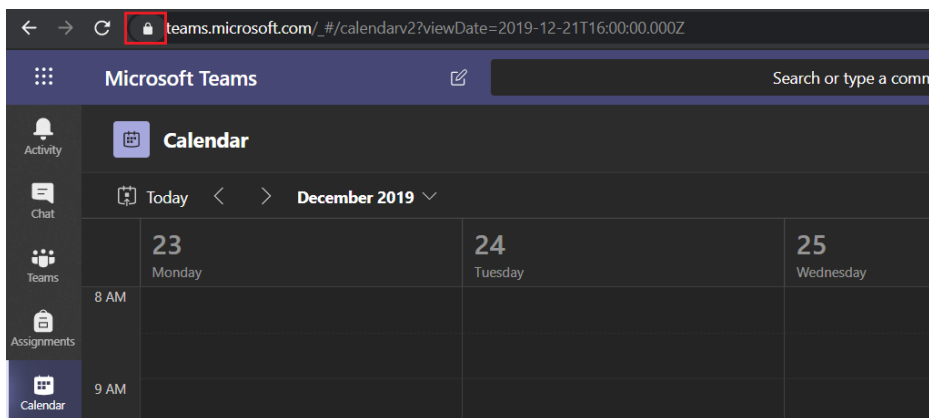 teams.microsoft.com/_#/calendarv2?viewDate=2019-12-21T16:00:00.000Z
Microsoft Teams
Search or type a comm
Activity
Calendar
Chat
Today
December 2019
Teams
23
24
25
Monday
Tuesday
Wednesday
8 AM
Assignments
9 AM
Calendar